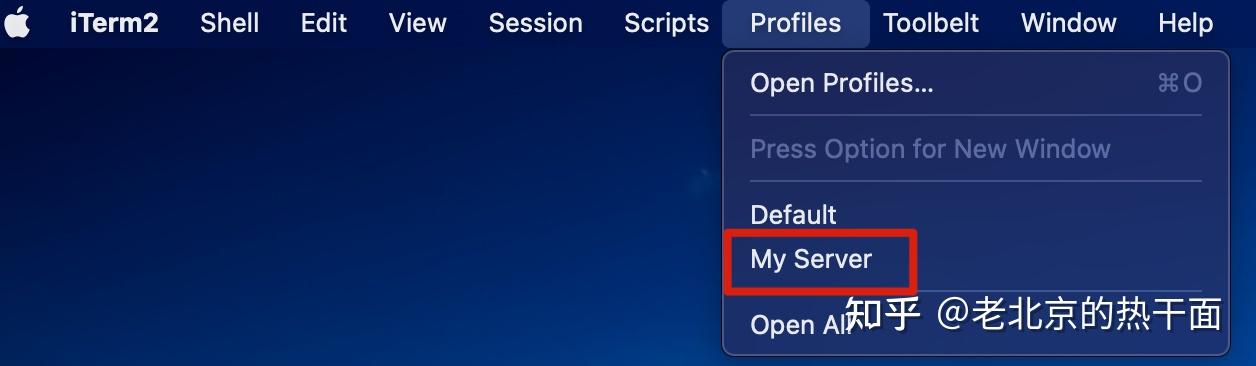 iTerm2 Shell Edit View Session Scripts Profiles Toolbelt Window Help
Open Profiles... ⌘O
Press Option for New Window
Default
My Server
Open All
知乎 @老北京的热干面